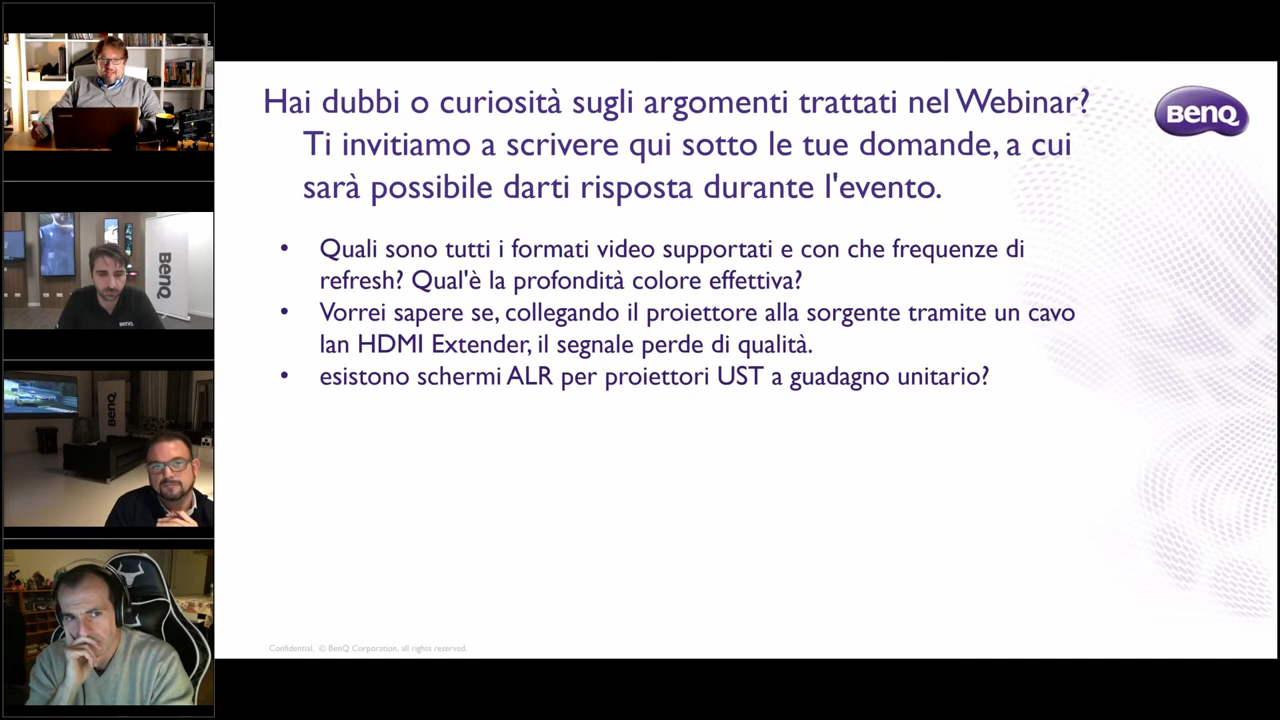 Hai dubbi o curiosità sugli argomenti trattati nel Webinar?
Ti invitiamo a scrivere qui sotto le tue domande, a cui
sarà possibile darti risposta durante l'evento.
BenQ
• Quali sono tutti i formati video supportati e con che frequenze di
refresh? Qual'è la profondità colore effettiva?
• Vorrei sapere se, collegando il proiettore alla sorgente tramite un cavo
lan HDMI Extender, il segnale perde di qualità.
• esistono schermi ALR per proiettori UST a guadagno unitario?
Confidential. © BenQ Corporation, all rights reserved.
BenQ
BenQ
BenQ